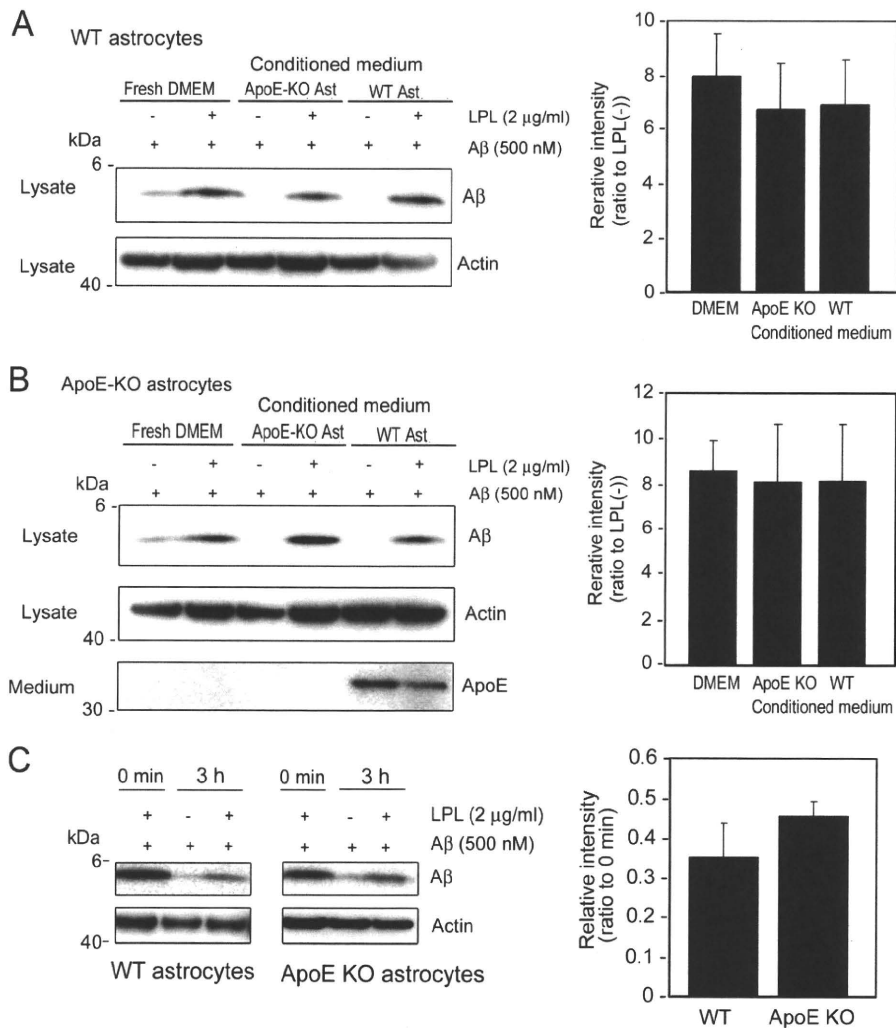 A
WT astrocytes
Conditioned medium
Fresh DMEM ApoE-KO Ast WT Ast
- + - + - + LPL (2 μg/ml)
kDa + + + + + + Aβ (500 nM)
6 -
Lysate Aβ
Lysate Actin
40 -
Rerative intensity
(ratio to LPL(-))
10
8
6
4
2
0
DMEM ApoE KO WT
Conditioned medium
B
ApoE-KO astrocytes
Conditioned medium
Fresh DMEM ApoE-KO Ast WT Ast
- + - + - + LPL (2 μg/ml)
kDa + + + + + + Aβ (500 nM)
6 -
Lysate Aβ
Lysate Actin
40 -
Medium ApoE
30 -
Rerative intensity
(ratio to LPL(-))
12
10
8
6
4
2
0
DMEM ApoE KO WT
Conditioned medium
C
0 min 3 h 0 min 3 h
+ - + + - + LPL (2 μg/ml)
kDa + + + + + + Aβ (500 nM)
6-
Aβ
Actin
40-
WT astrocytes ApoE KO astrocytes
Relative intensity
(ratio to 0 min)
0.6
0.5
0.4
0.3
0.2
0.1
0
WT ApoE KO